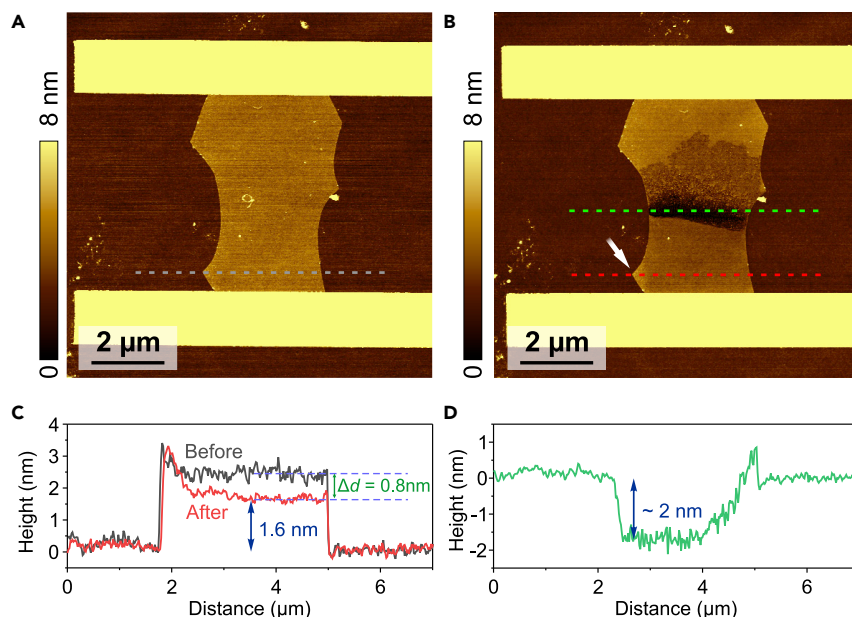 A
B
8 nm
0
2 μm
8 nm
0
2 μm
C
D
Height (nm)
4
3
2
1
0
Before
After
Δd = 0.8nm
1.6 nm
0
2
4
6
Distance (μm)
Height (nm)
1
0
-1
-2
~ 2 nm
0
2
4
6
Distance (μm)